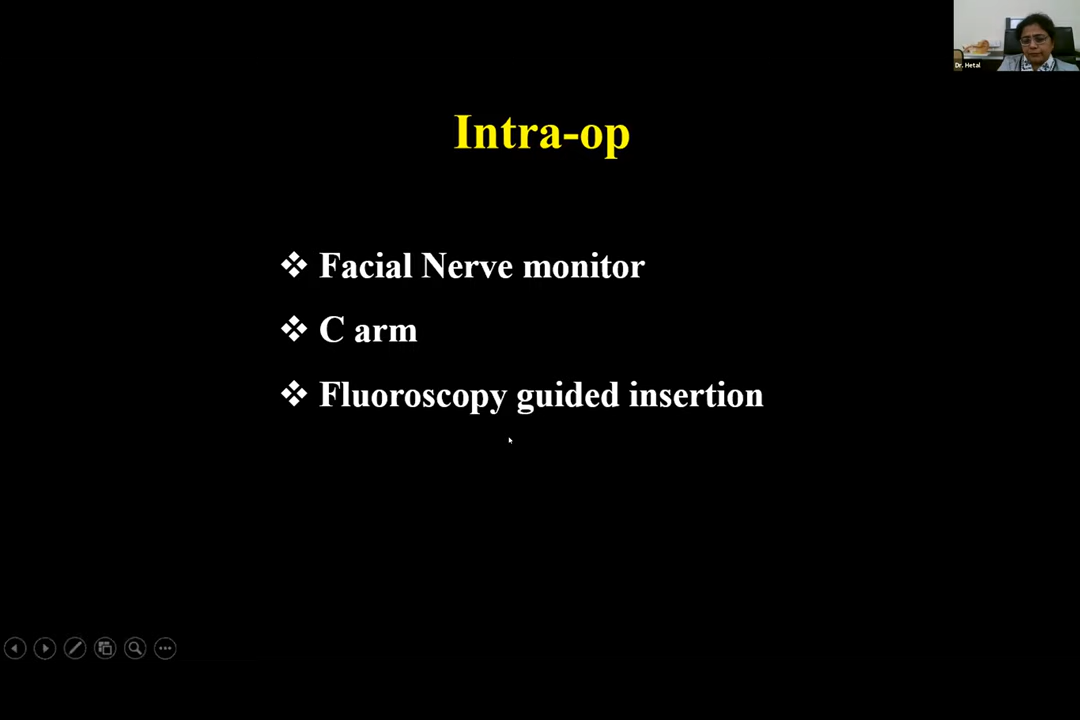 Dr. Hetal
Intra-op
❖ Facial Nerve monitor
❖ C arm
❖ Fluoroscopy guided insertion